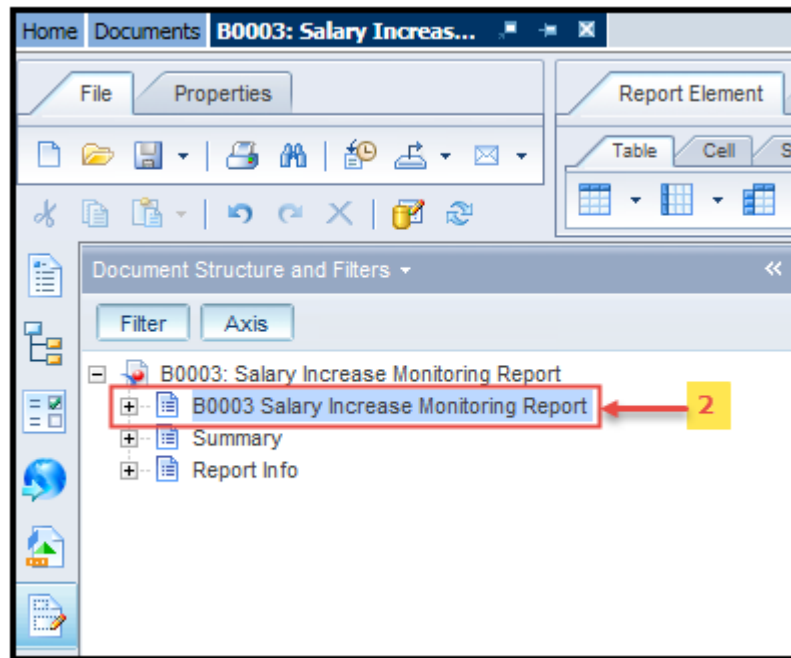 Home Documents B0003: Salary Increas...
File Properties
Report Element
Table Cell S
Document Structure and Filters
Filter Axis
B0003: Salary Increase Monitoring Report
B0003 Salary Increase Monitoring Report 2
Summary
Report Info